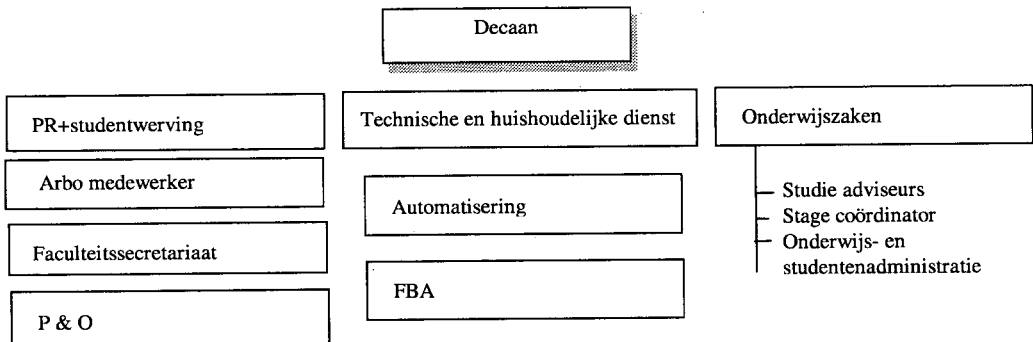 Decaan
PR+studentwerving
Technische en huishoudelijke dienst
Onderwijszaken
Arbo medewerker
Automatisering
Studie adviseurs
Stage coördinator
Onderwijs- en
studentenadministratie
Faculteitssecretariaat
FBA
P & O